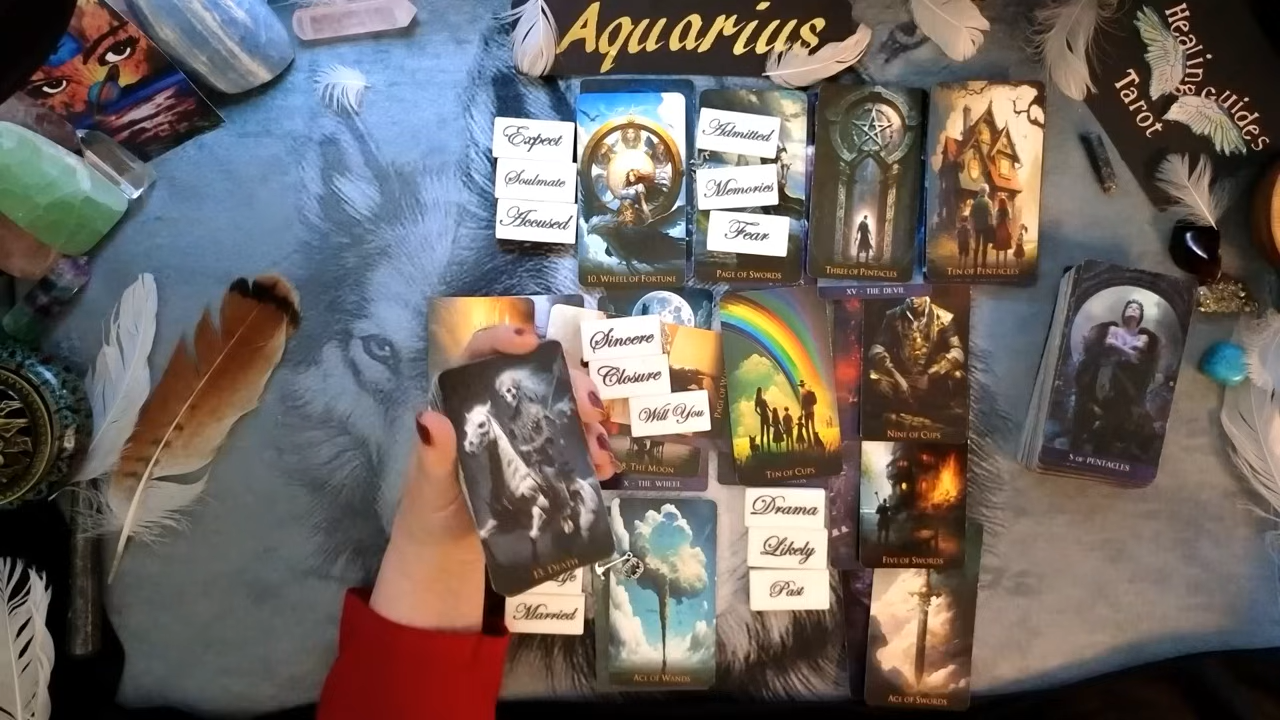 Aquarius
Healing Guides
Tarot
Expect
Soulmate
Accused
10. WHEEL OF FORTUNE
Admitted
Memories
Fear
PAGE OF SWORDS
THREE OF PENTACLES
TEN OF PENTACLES
XV - THE DEVIL
Sincere
Closure
Will You
PAGE OF
THE MOON
X - THE WHEEL
TEN OF CUPS
NINE OF CUPS
5 OF PENTACLES
13. DEATH
Life
Married
ACE OF WANDS
Drama
Likely
Past
FIVE OF SWORDS
ACE OF SWORDS